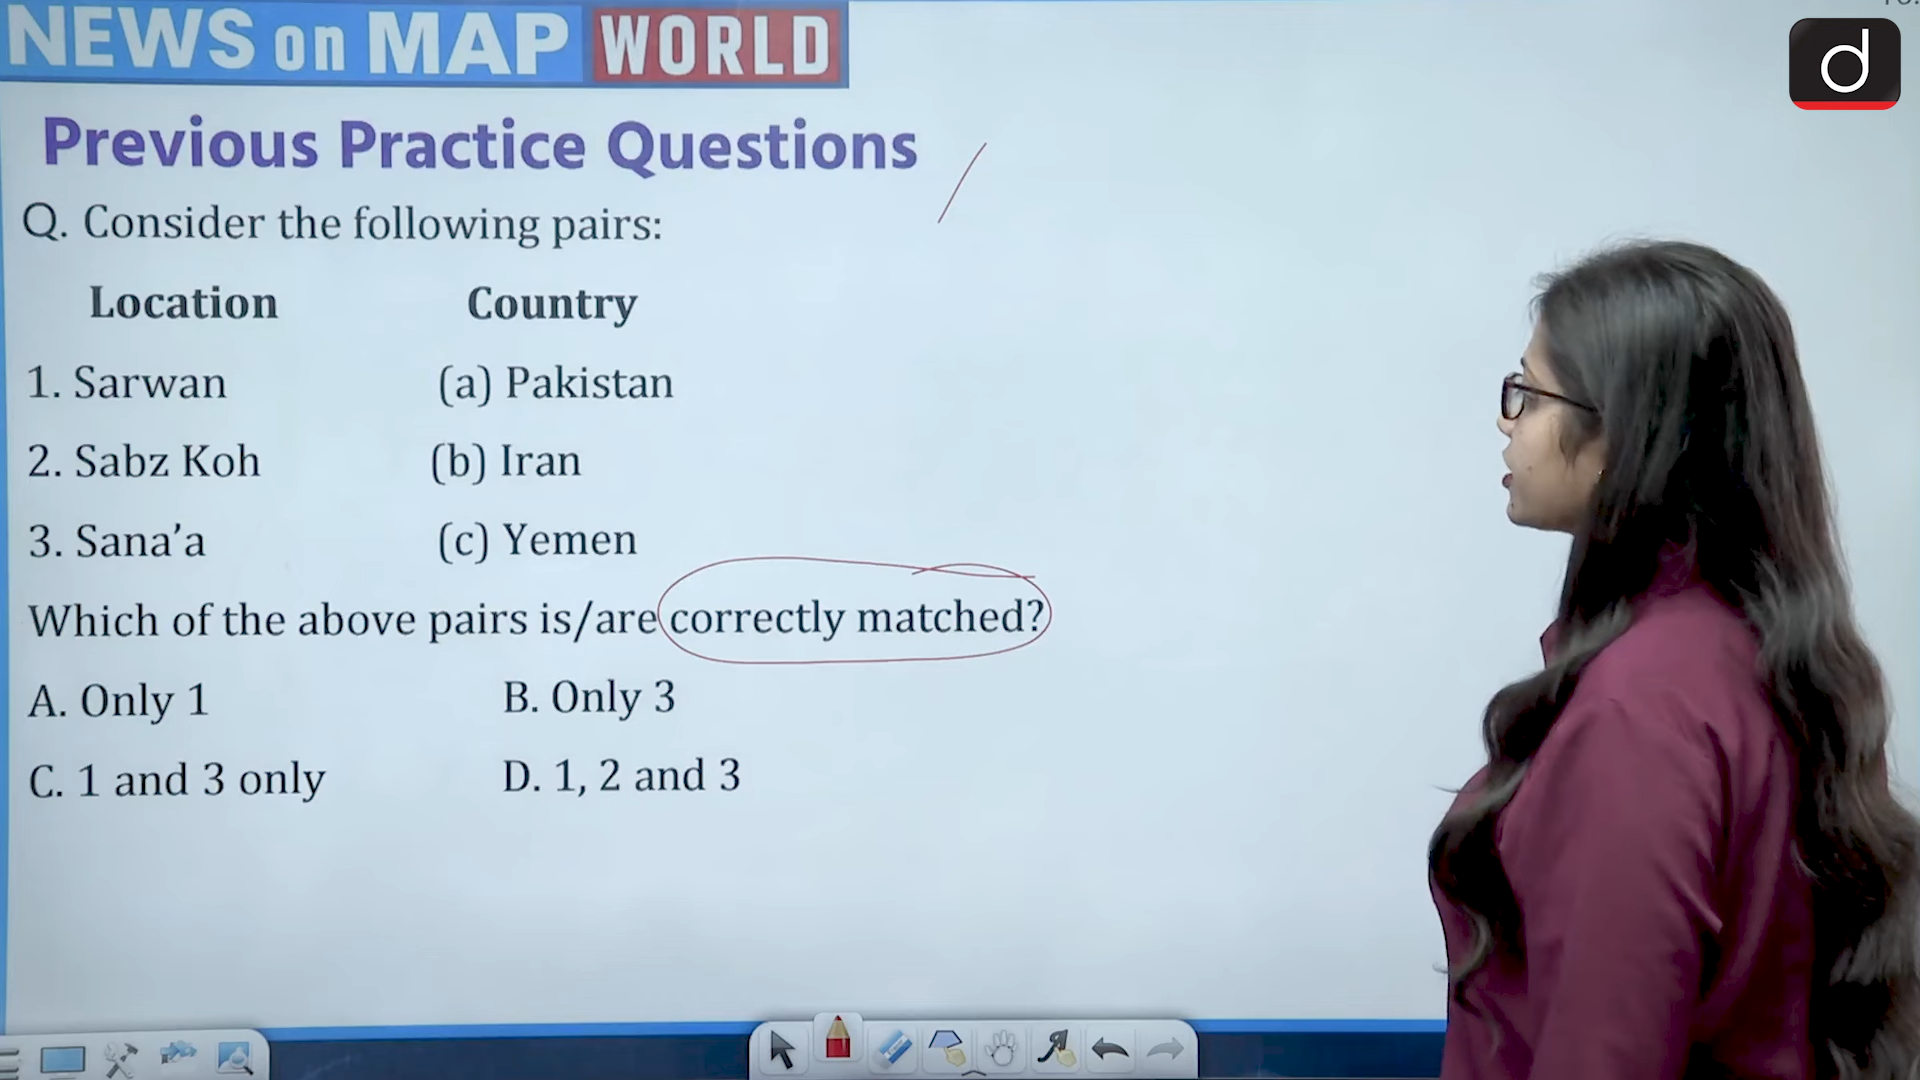 NEWS on MAP WORLD
d
Previous Practice Questions
Q. Consider the following pairs:
Location Country
1. Sarwan (a) Pakistan
2. Sabz Koh (b) Iran
3. Sana’a (c) Yemen
Which of the above pairs is/are correctly matched?
A. Only 1 B. Only 3
C. 1 and 3 only D. 1, 2 and 3